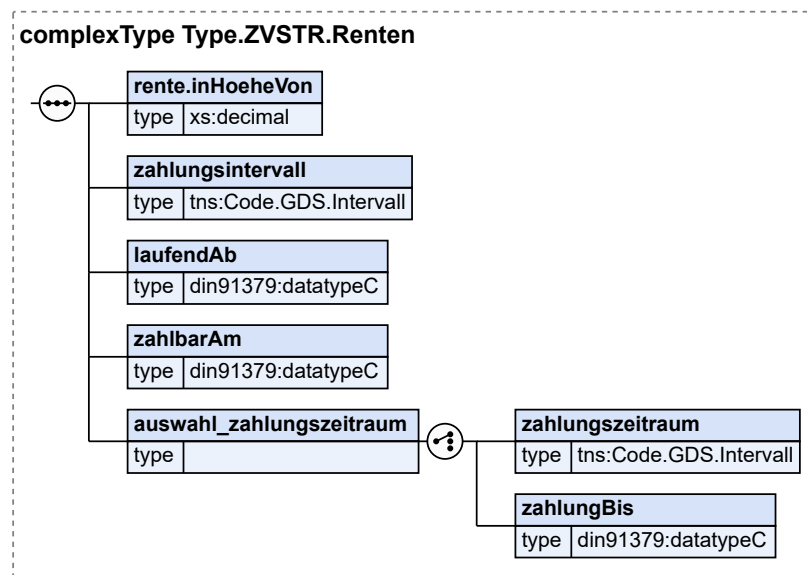 complexType Type.ZVSTR.Renten
rente.inHoeheVon
type xs:decimal
zahlungsintervall
type tns:Code.GDS.Intervall
laufendAb
type din91379:datatypeC
zahlbarAm
type din91379:datatypeC
auswahl_zahlungszeitraum
type
zahlungszeitraum
type tns:Code.GDS.Intervall
zahlungBis
type din91379:datatypeC